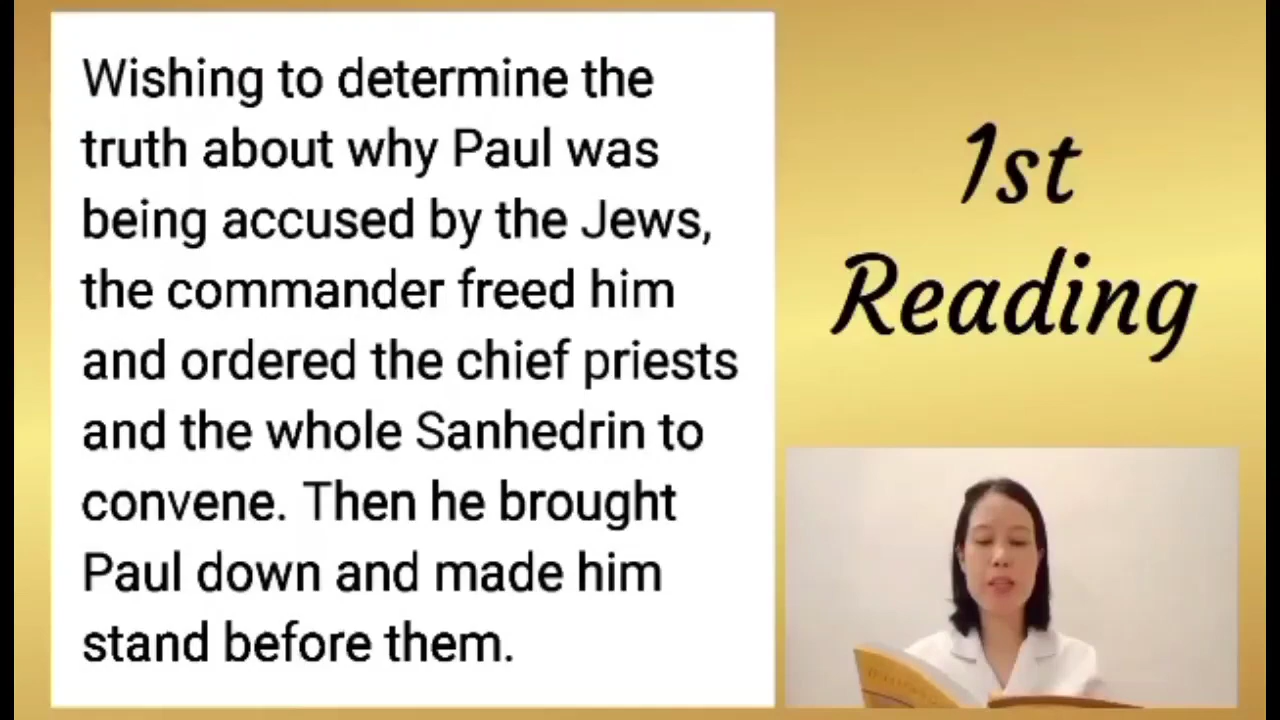 Wishing to determine the
truth about why Paul was
being accused by the Jews,
the commander freed him
and ordered the chief priests
and the whole Sanhedrin to
convene. Then he brought
Paul down and made him
stand before them.
1st
Reading